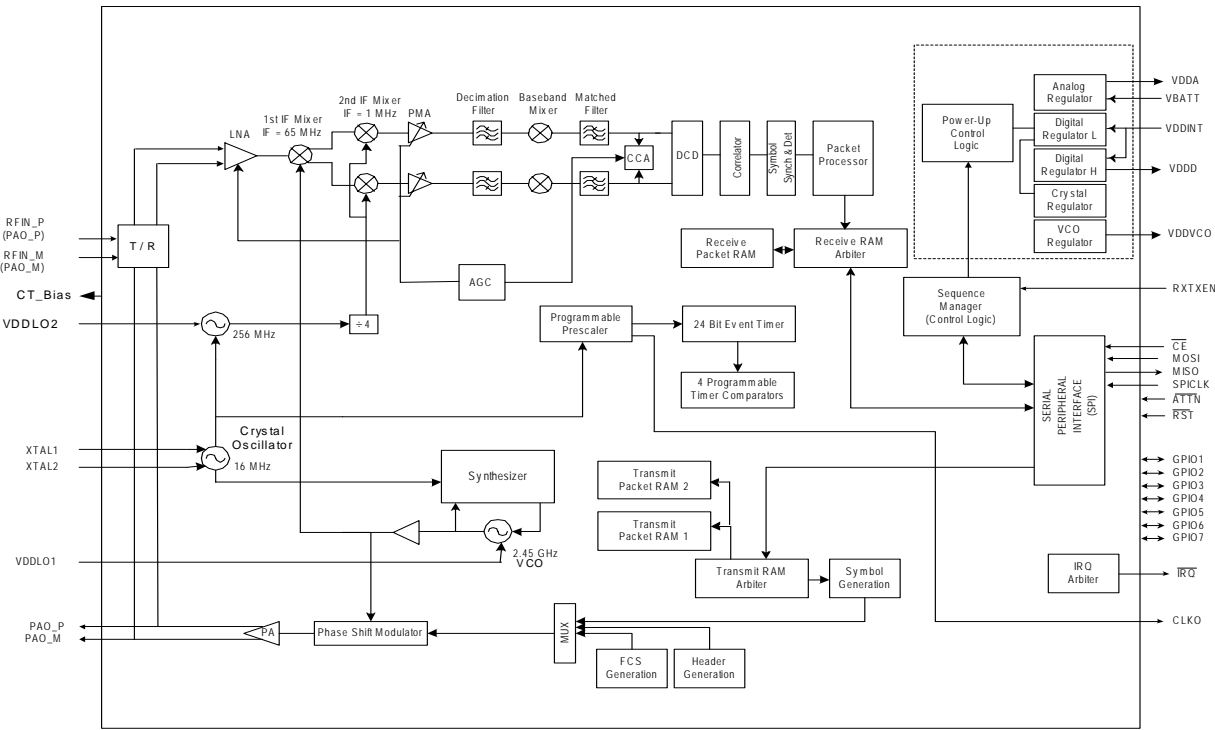 2nd IF Mixer
IF = 1 MHz
PMA
Decimation
Filter
Baseband
Mixer
Matched
Filter
1st IF Mixer
IF = 65 MHz
LNA
CCA
DCD
Correlator
Symbol
Synch & Det
Packet
Processor
Power-Up
Control
Logic
Analog
Regulator
Digital
Regulator L
Digital
Regulator H
Crystal
Regulator
VCO
Regulator
VDDA
VBATT
VDDINT
VDDD
VDDVCO
RFIN_P
(PAO_P)
RFIN_M
(PAO_M)
T / R
CT_Bias
VDDLO2
256 MHz
÷4
AGC
Receive
Packet RAM
Receive RAM
Arbiter
Sequence
Manager
(Control Logic)
RXTXEN
Programmable
Prescaler
24 Bit Event Timer
4 Programmable
Timer Comparators
SERIAL
PERIPHERAL
INTERFACE
(SPI)
CE
MOSI
MISO
SPICLK
ATTN
RST
GPIO1
GPIO2
GPIO3
GPIO4
GPIO5
GPIO6
GPIO7
XTAL1
XTAL2
Crystal
Oscillator
16 MHz
Synthesizer
2.45 GHz
VCO
VDDLO1
Transmit
Packet RAM 2
Transmit
Packet RAM 1
Transmit RAM
Arbiter
Symbol
Generation
IRQ
Arbiter
IRQ
CLKO
PAO_P
PAO_M
PA
Phase Shift Modulator
MUX
FCS
Generation
Header
Generation